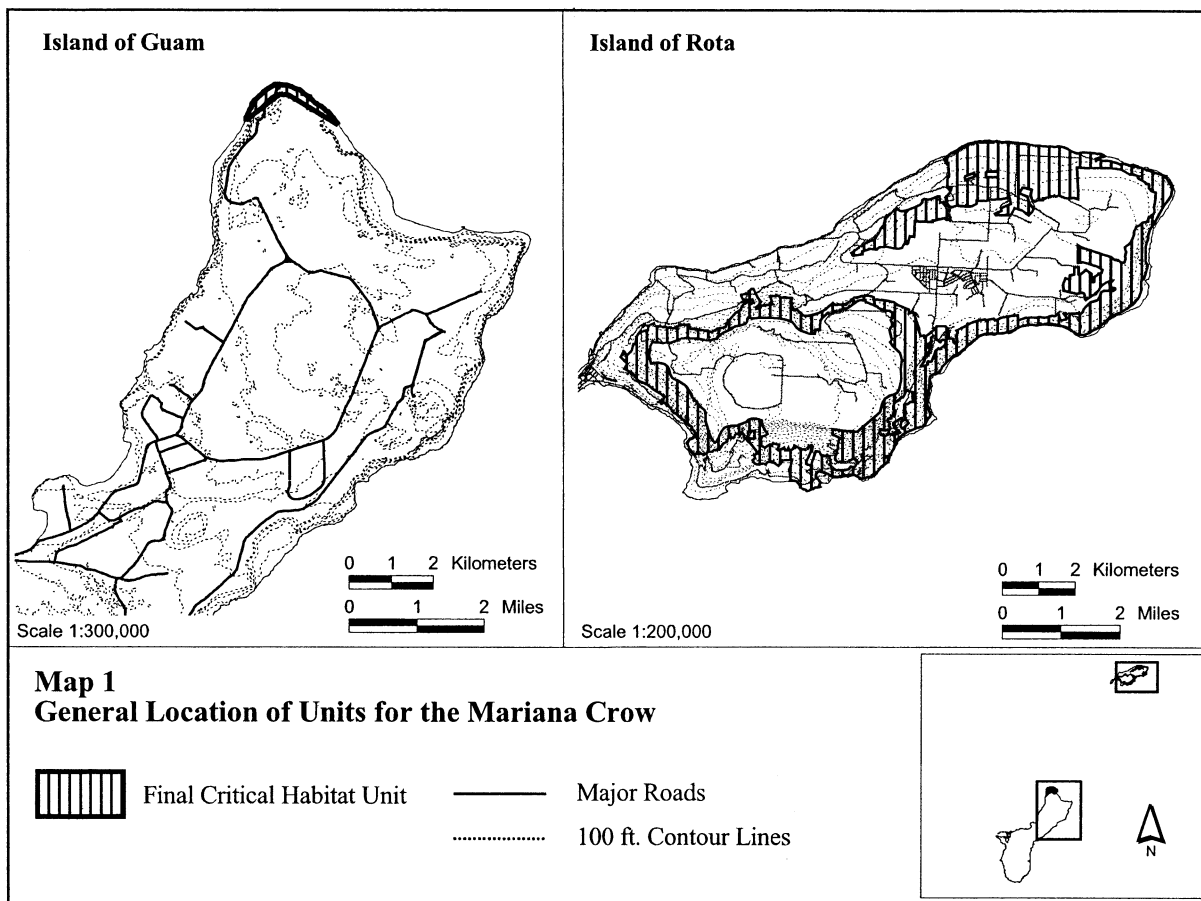 Island of Guam
Island of Rota
0 1 2 Kilometers
0 1 2 Miles
Scale 1:300,000
0 1 2 Kilometers
0 1 2 Miles
Scale 1:200,000
Map 1
General Location of Units for the Mariana Crow
Final Critical Habitat Unit
Major Roads
100 ft. Contour Lines
N